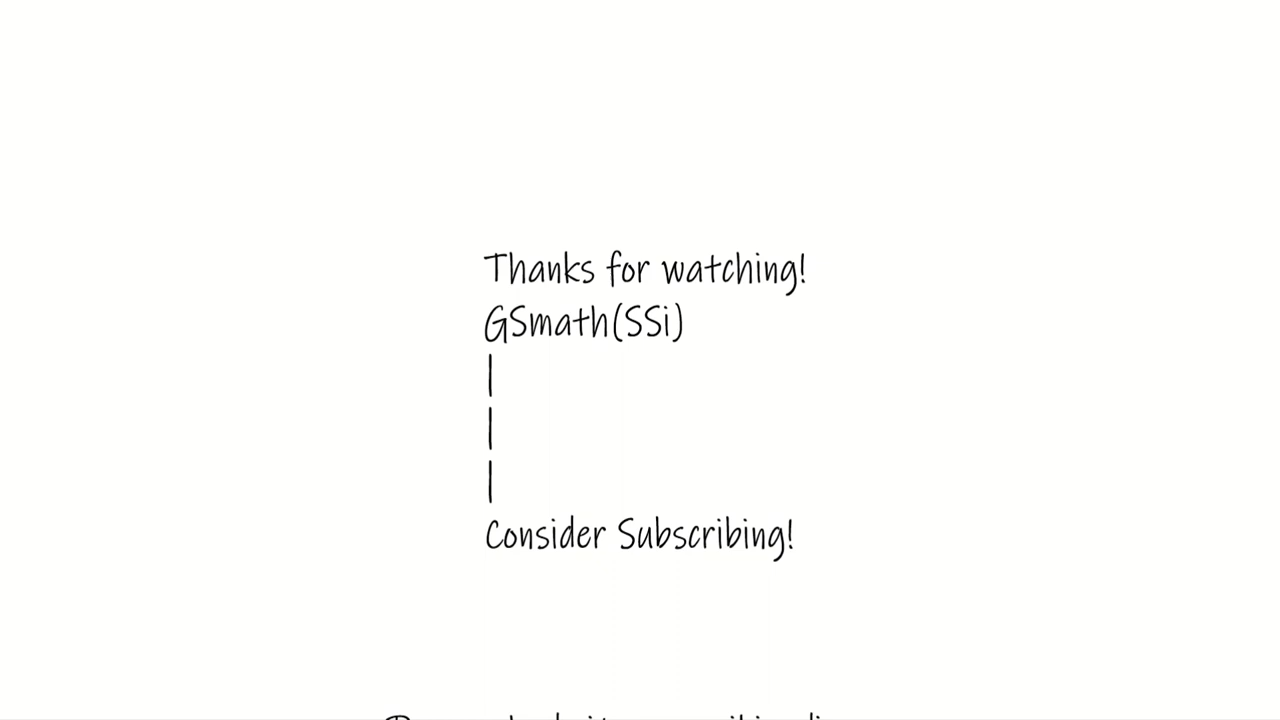 Thanks for watching!
GSmath(SSi)
|
|
|
Consider Subscribing!